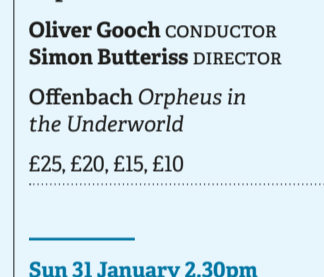 Oliver Gooch CONDUCTOR
Simon Butteriss DIRECTOR
Offenbach Orpheus in
the Underworld
£25, £20, £15, £10
Sun 31 January 2.30pm